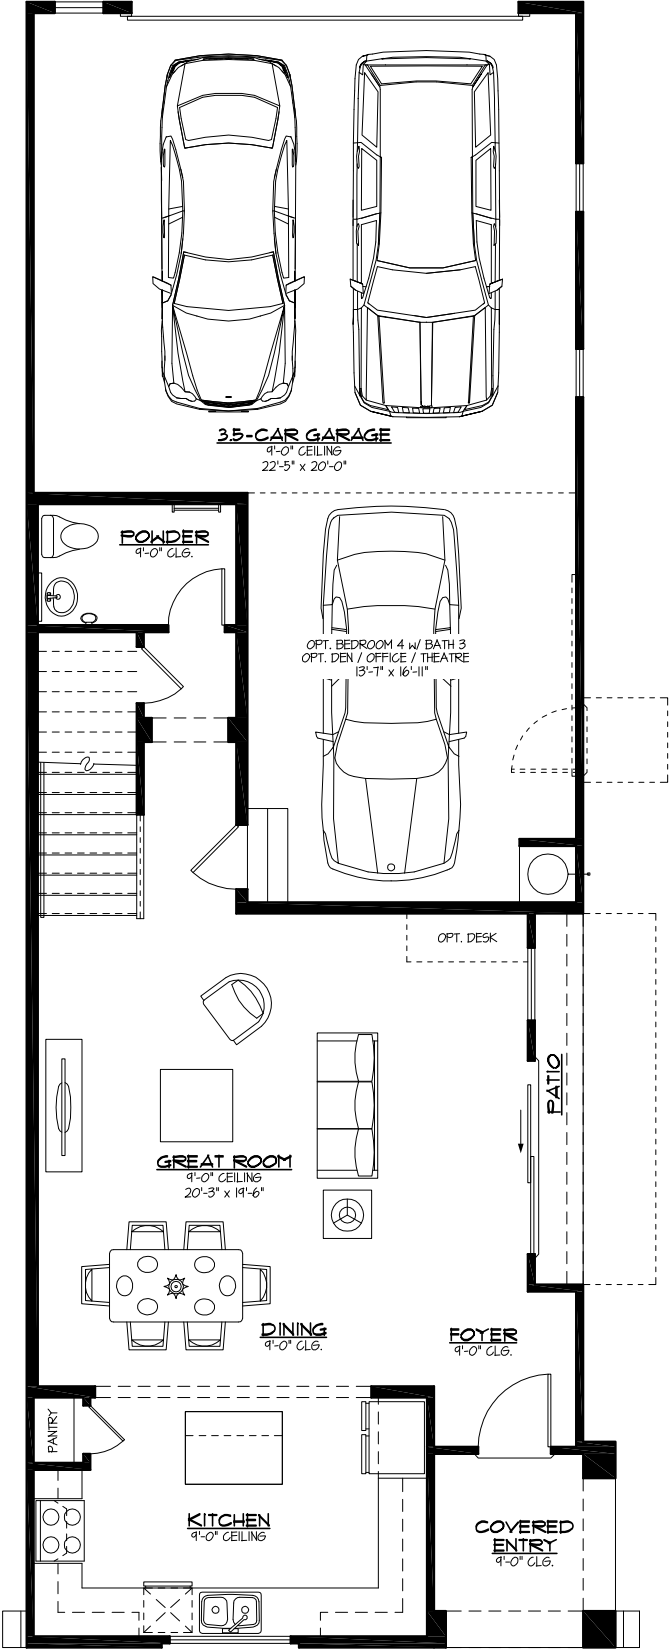 3.5-CAR GARAGE
9'-0" CEILING
22'-5" x 20'-0"
POWDER
9'-0" CLG.
OPT. BEDROOM 4 w/ BATH 3
OPT. DEN / OFFICE / THEATRE
13'-7" x 16'-11"
OPT. DESK
PATIO
GREAT ROOM
9'-0" CEILING
20'-3" x 19'-6"
DINING
9'-0" CLG.
FOYER
9'-0" CLG.
PANTRY
KITCHEN
9'-0" CEILING
COVERED
ENTRY
9'-0" CLG.